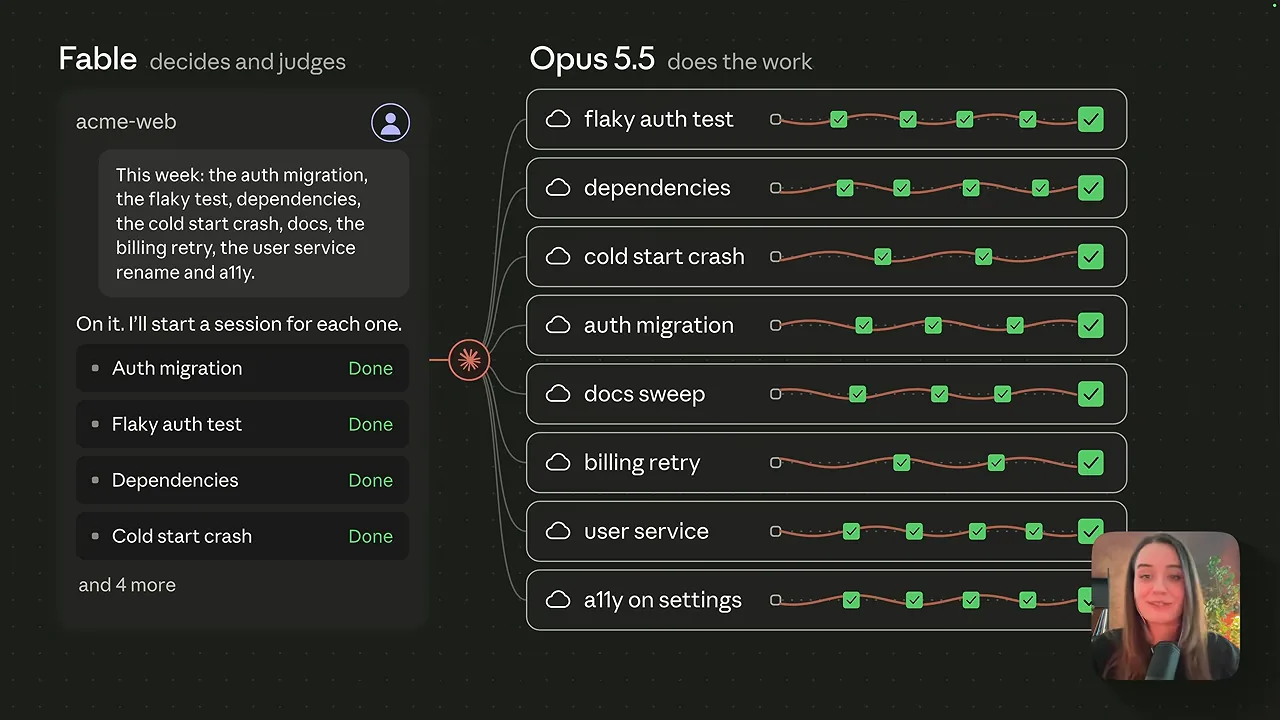 Fable decides and judges
acme-web
This week: the auth migration,
the flaky test, dependencies,
the cold start crash, docs, the
billing retry, the user service
rename and a11y.
On it. I'll start a session for each one.
Auth migration Done
Flaky auth test Done
Dependencies Done
Cold start crash Done
and 4 more
Opus 5.5 does the work
flaky auth test
dependencies
cold start crash
auth migration
docs sweep
billing retry
user service
a11y on settings